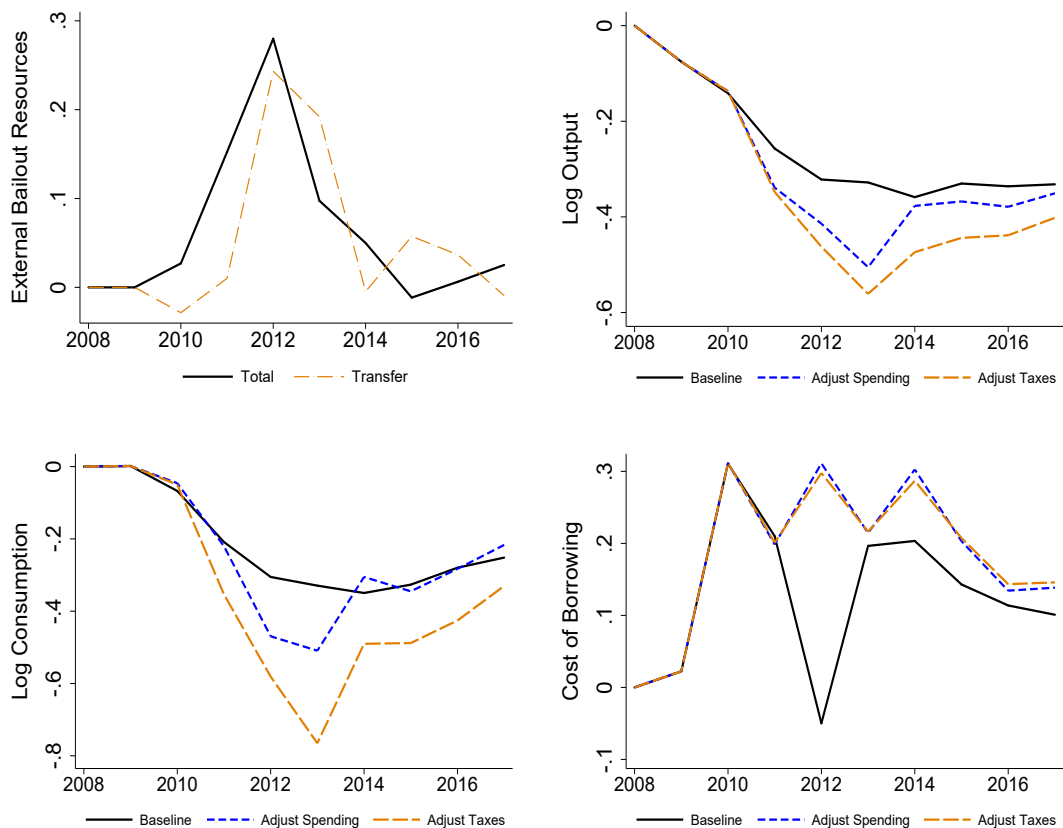 External Bailout Resources
.3
.2
.1
0
2008 2010 2012 2014 2016
Total Transfer
Log Output
0
-.2
-.4
-.6
2008 2010 2012 2014 2016
Baseline Adjust Spending Adjust Taxes
Log Consumption
0
-.2
-.4
-.6
-.8
2008 2010 2012 2014 2016
Baseline Adjust Spending Adjust Taxes
Cost of Borrowing
.3
.2
.1
0
-.1
2008 2010 2012 2014 2016
Baseline Adjust Spending Adjust Taxes